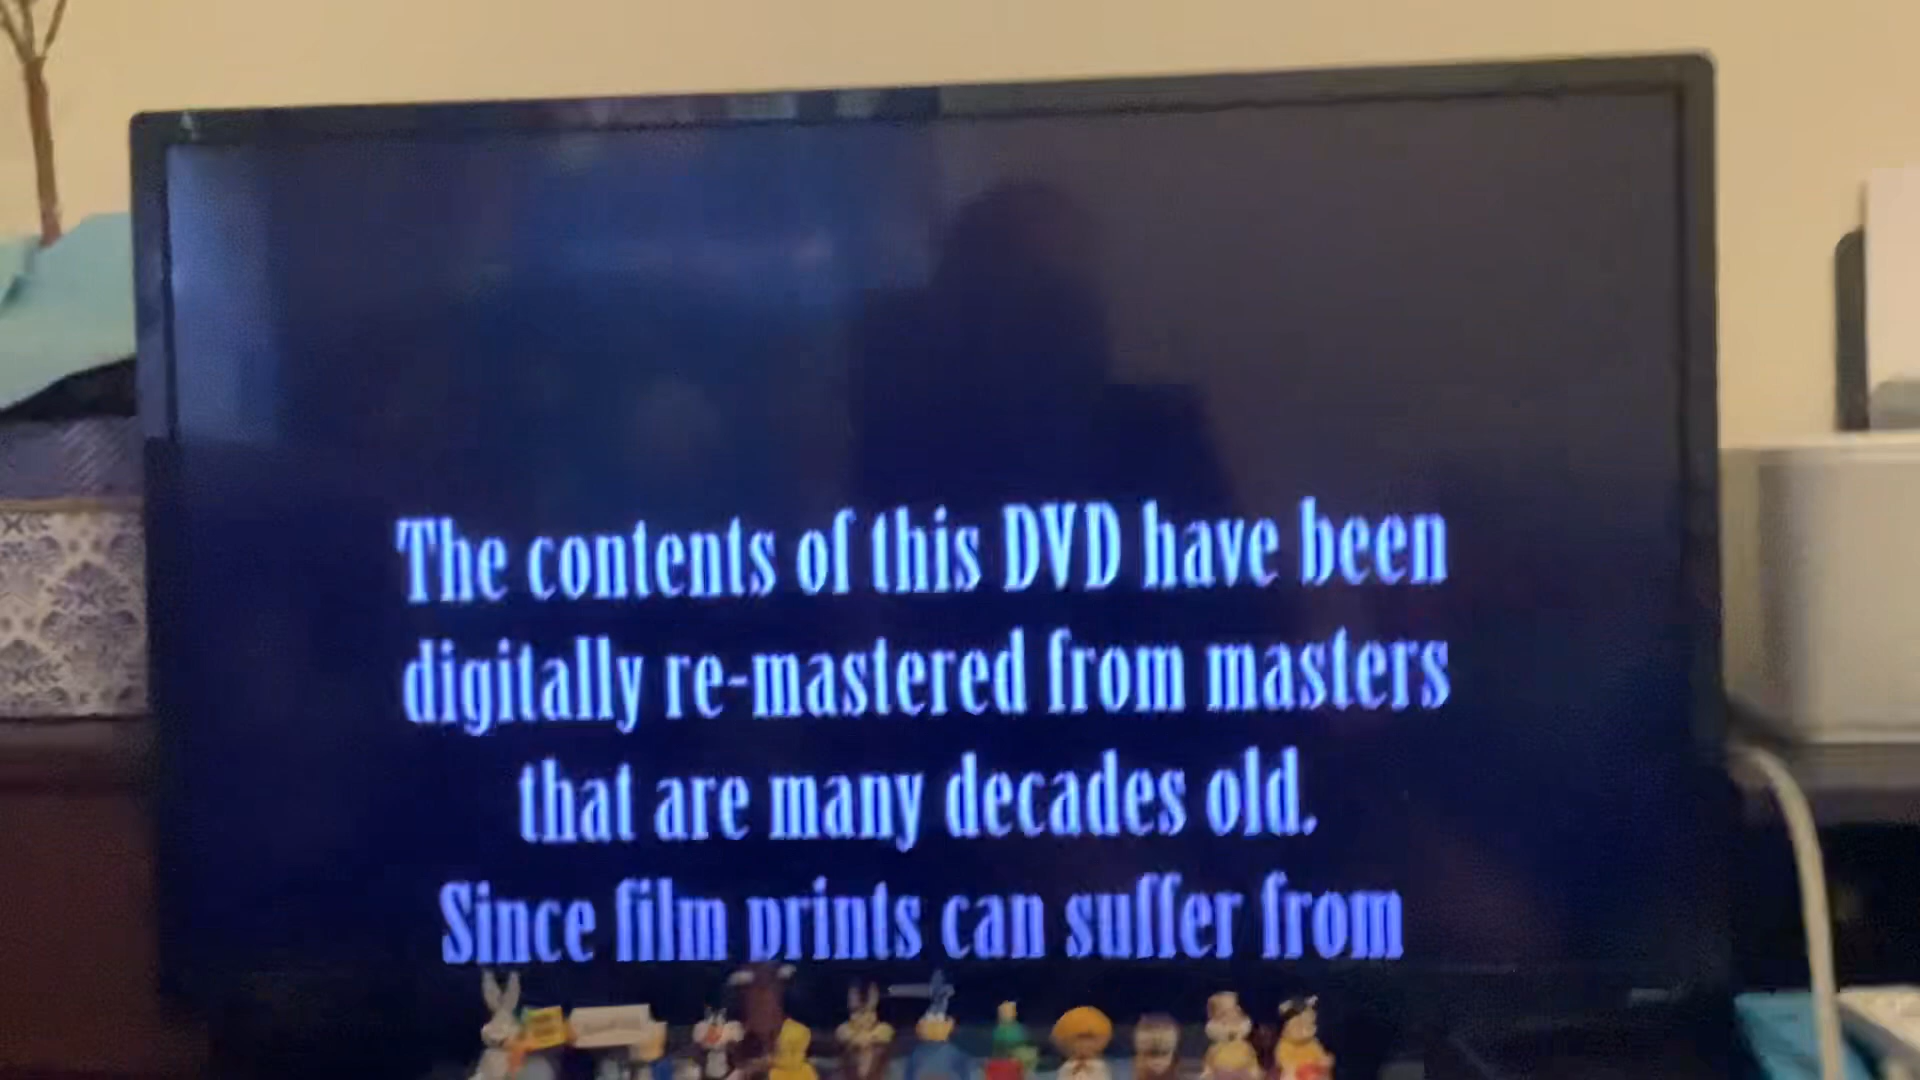 The contents of this DVD have been
digitally re-mastered from masters
that are many decades old.
Since film prints can suffer from